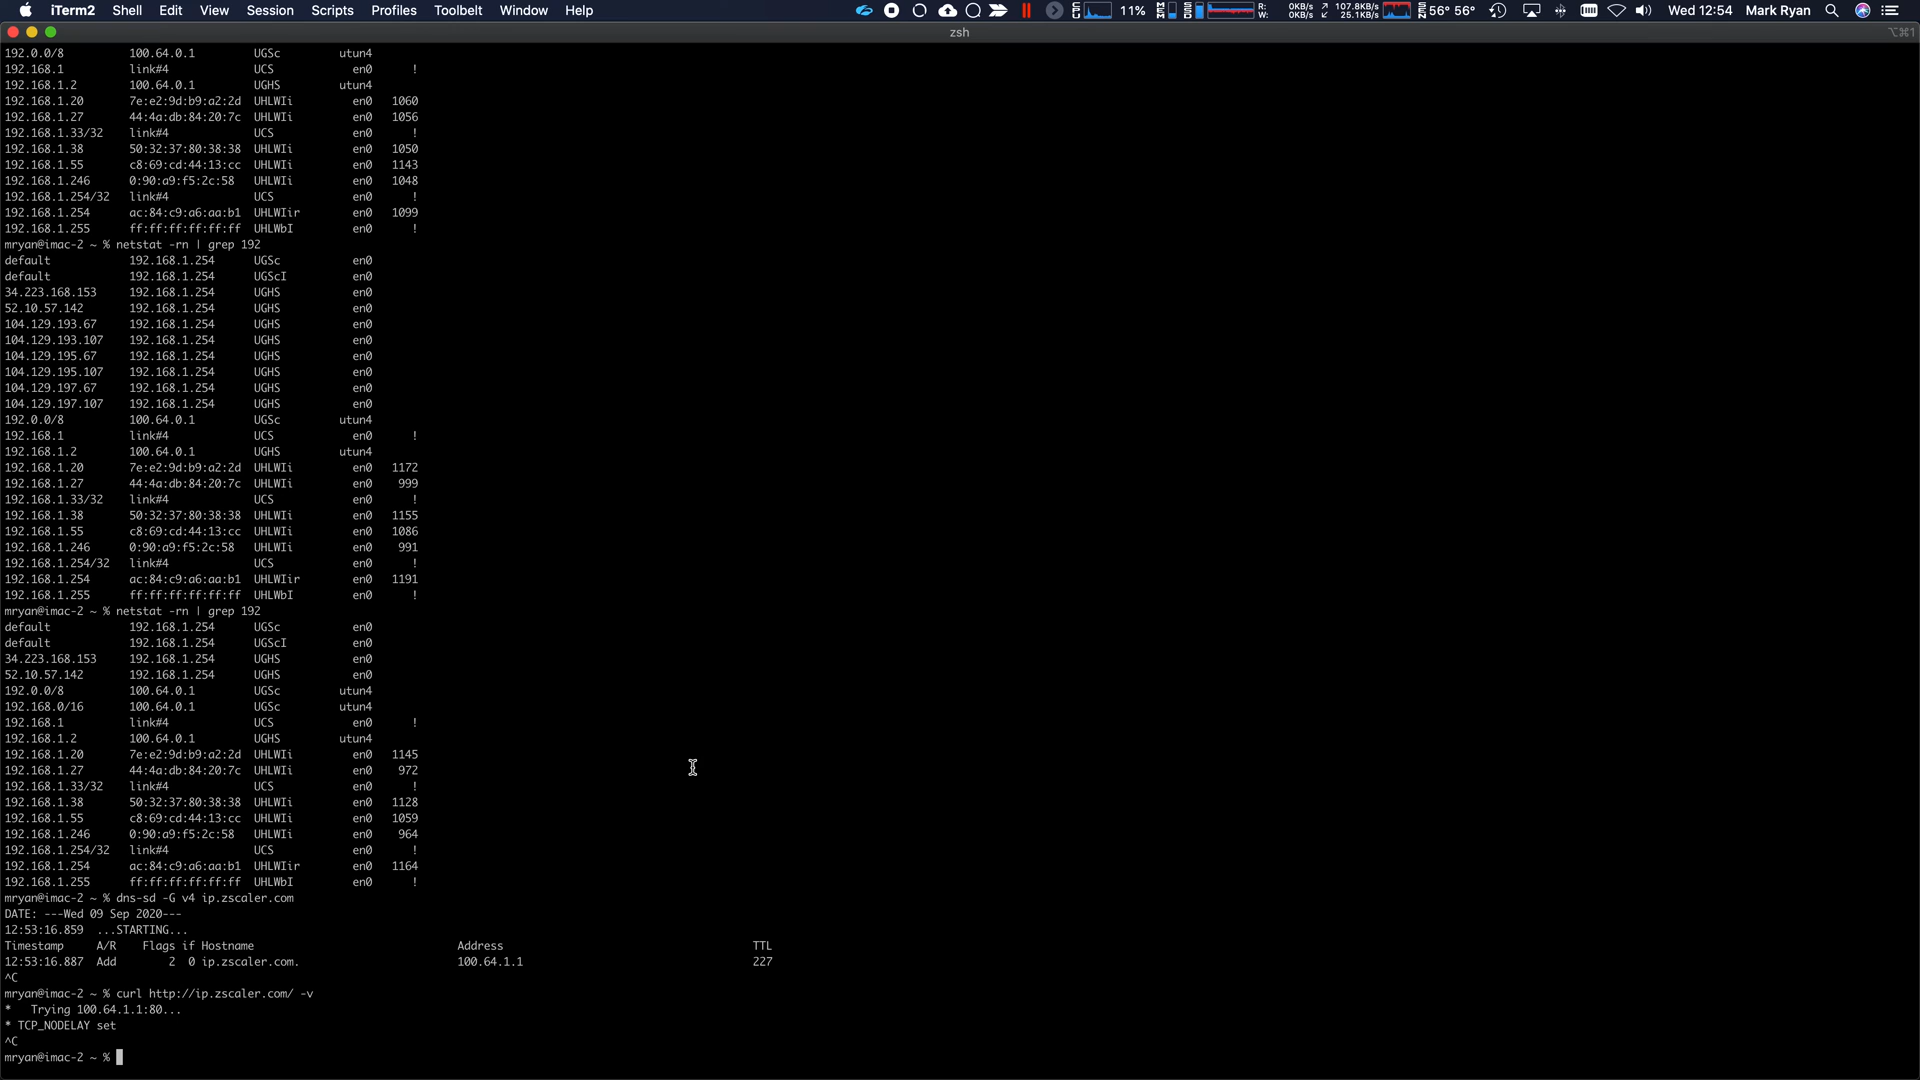 iTerm2 Shell Edit View Session Scripts Profiles Toolbelt Window Help 11% R: W: 0KB/s 0KB/s 107.8KB/s 25.1KB/s 56° 56° Wed 12:54 Mark Ryan
zsh ⌥⌘1
192.0.0/8 100.64.0.1 UGSc utun4
192.168.1 link#4 UCS en0 !
192.168.1.2 100.64.0.1 UGHS utun4
192.168.1.20 7e:e2:9d:b9:a2:2d UHLWIi en0 1060
192.168.1.27 44:4a:db:84:20:7c UHLWIi en0 1056
192.168.1.33/32 link#4 UCS en0 !
192.168.1.38 50:32:37:80:38:38 UHLWIi en0 1050
192.168.1.55 c8:69:cd:44:13:cc UHLWIi en0 1143
192.168.1.246 0:90:a9:f5:2c:58 UHLWIi en0 1048
192.168.1.254/32 link#4 UCS en0 !
192.168.1.254 ac:84:c9:a6:aa:b1 UHLWIir en0 1099
192.168.1.255 ff:ff:ff:ff:ff:ff UHLWbI en0 !
mryan@imac-2 ~ % netstat -rn | grep 192
default 192.168.1.254 UGSc en0
default 192.168.1.254 UGScI en0
34.223.168.153 192.168.1.254 UGHS en0
52.10.57.142 192.168.1.254 UGHS en0
104.129.193.67 192.168.1.254 UGHS en0
104.129.193.107 192.168.1.254 UGHS en0
104.129.195.67 192.168.1.254 UGHS en0
104.129.195.107 192.168.1.254 UGHS en0
104.129.197.67 192.168.1.254 UGHS en0
104.129.197.107 192.168.1.254 UGHS en0
192.0.0/8 100.64.0.1 UGSc utun4
192.168.1 link#4 UCS en0 !
192.168.1.2 100.64.0.1 UGHS utun4
192.168.1.20 7e:e2:9d:b9:a2:2d UHLWIi en0 1172
192.168.1.27 44:4a:db:84:20:7c UHLWIi en0 999
192.168.1.33/32 link#4 UCS en0 !
192.168.1.38 50:32:37:80:38:38 UHLWIi en0 1155
192.168.1.55 c8:69:cd:44:13:cc UHLWIi en0 1086
192.168.1.246 0:90:a9:f5:2c:58 UHLWIi en0 991
192.168.1.254/32 link#4 UCS en0 !
192.168.1.254 ac:84:c9:a6:aa:b1 UHLWIir en0 1191
192.168.1.255 ff:ff:ff:ff:ff:ff UHLWbI en0 !
mryan@imac-2 ~ % netstat -rn | grep 192
default 192.168.1.254 UGSc en0
default 192.168.1.254 UGScI en0
34.223.168.153 192.168.1.254 UGHS en0
52.10.57.142 192.168.1.254 UGHS en0
192.0.0/8 100.64.0.1 UGSc utun4
192.168.0/16 100.64.0.1 UGSc utun4
192.168.1 link#4 UCS en0 !
192.168.1.2 100.64.0.1 UGHS utun4
192.168.1.20 7e:e2:9d:b9:a2:2d UHLWIi en0 1145
192.168.1.27 44:4a:db:84:20:7c UHLWIi en0 972
192.168.1.33/32 link#4 UCS en0 !
192.168.1.38 50:32:37:80:38:38 UHLWIi en0 1128
192.168.1.55 c8:69:cd:44:13:cc UHLWIi en0 1059
192.168.1.246 0:90:a9:f5:2c:58 UHLWIi en0 964
192.168.1.254/32 link#4 UCS en0 !
192.168.1.254 ac:84:c9:a6:aa:b1 UHLWIir en0 1164
192.168.1.255 ff:ff:ff:ff:ff:ff UHLWbI en0 !
mryan@imac-2 ~ % dns-sd -G v4 ip.zscaler.com
DATE: ---Wed 09 Sep 2020---
12:53:16.859 ...STARTING...
Timestamp A/R Flags if Hostname Address TTL
12:53:16.887 Add 2 0 ip.zscaler.com. 100.64.1.1 227
^C
mryan@imac-2 ~ % curl http://ip.zscaler.com/ -v
* Trying 100.64.1.1:80...
* TCP_NODELAY set
^C
mryan@imac-2 ~ %